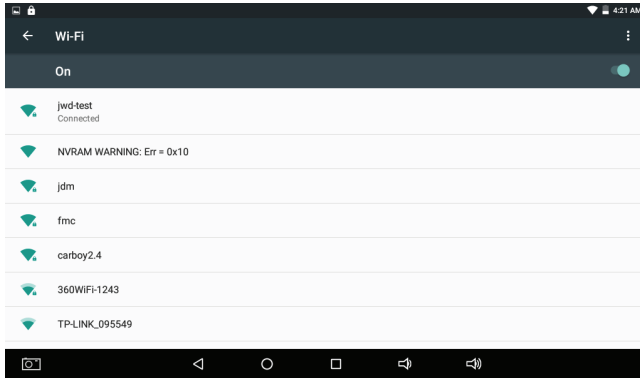 4:21 AM
Wi-Fi
On
jwd-test
Connected
NVRAM WARNING: Err = 0x10
jdm
fmc
carboy2.4
360WiFi-1243
TP-LINK_095549